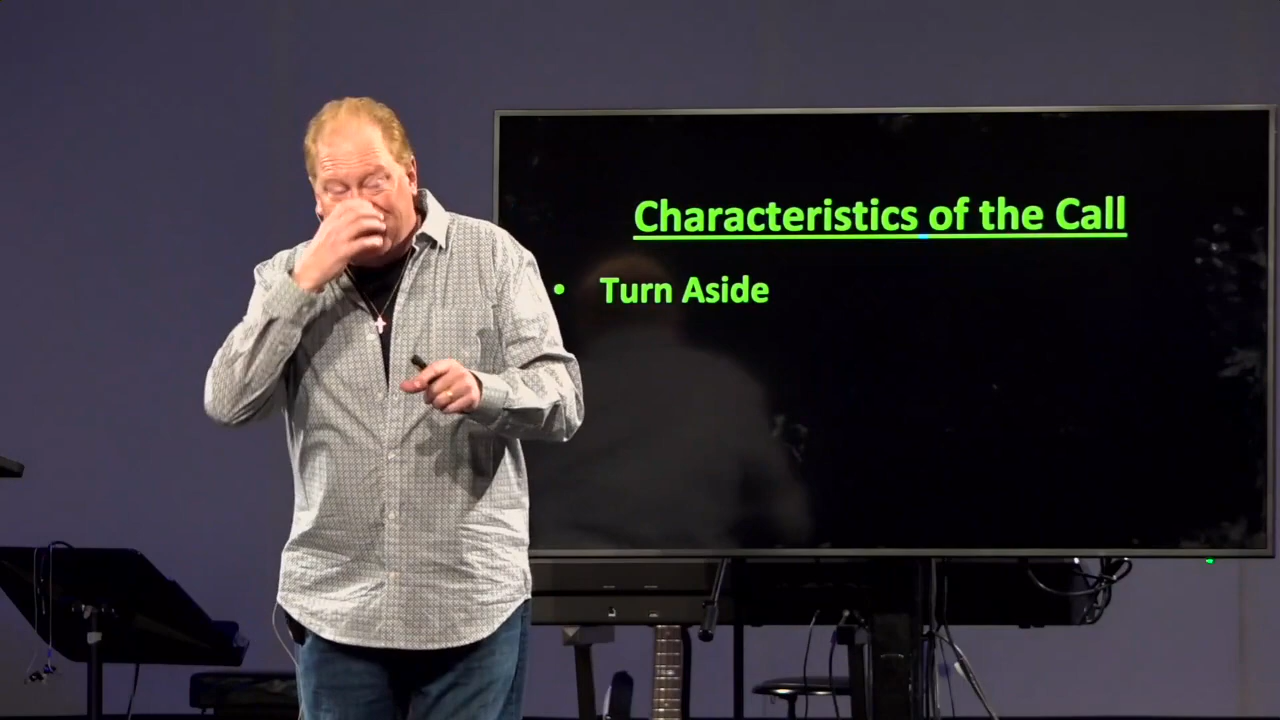 Characteristics of the Call
• Turn Aside